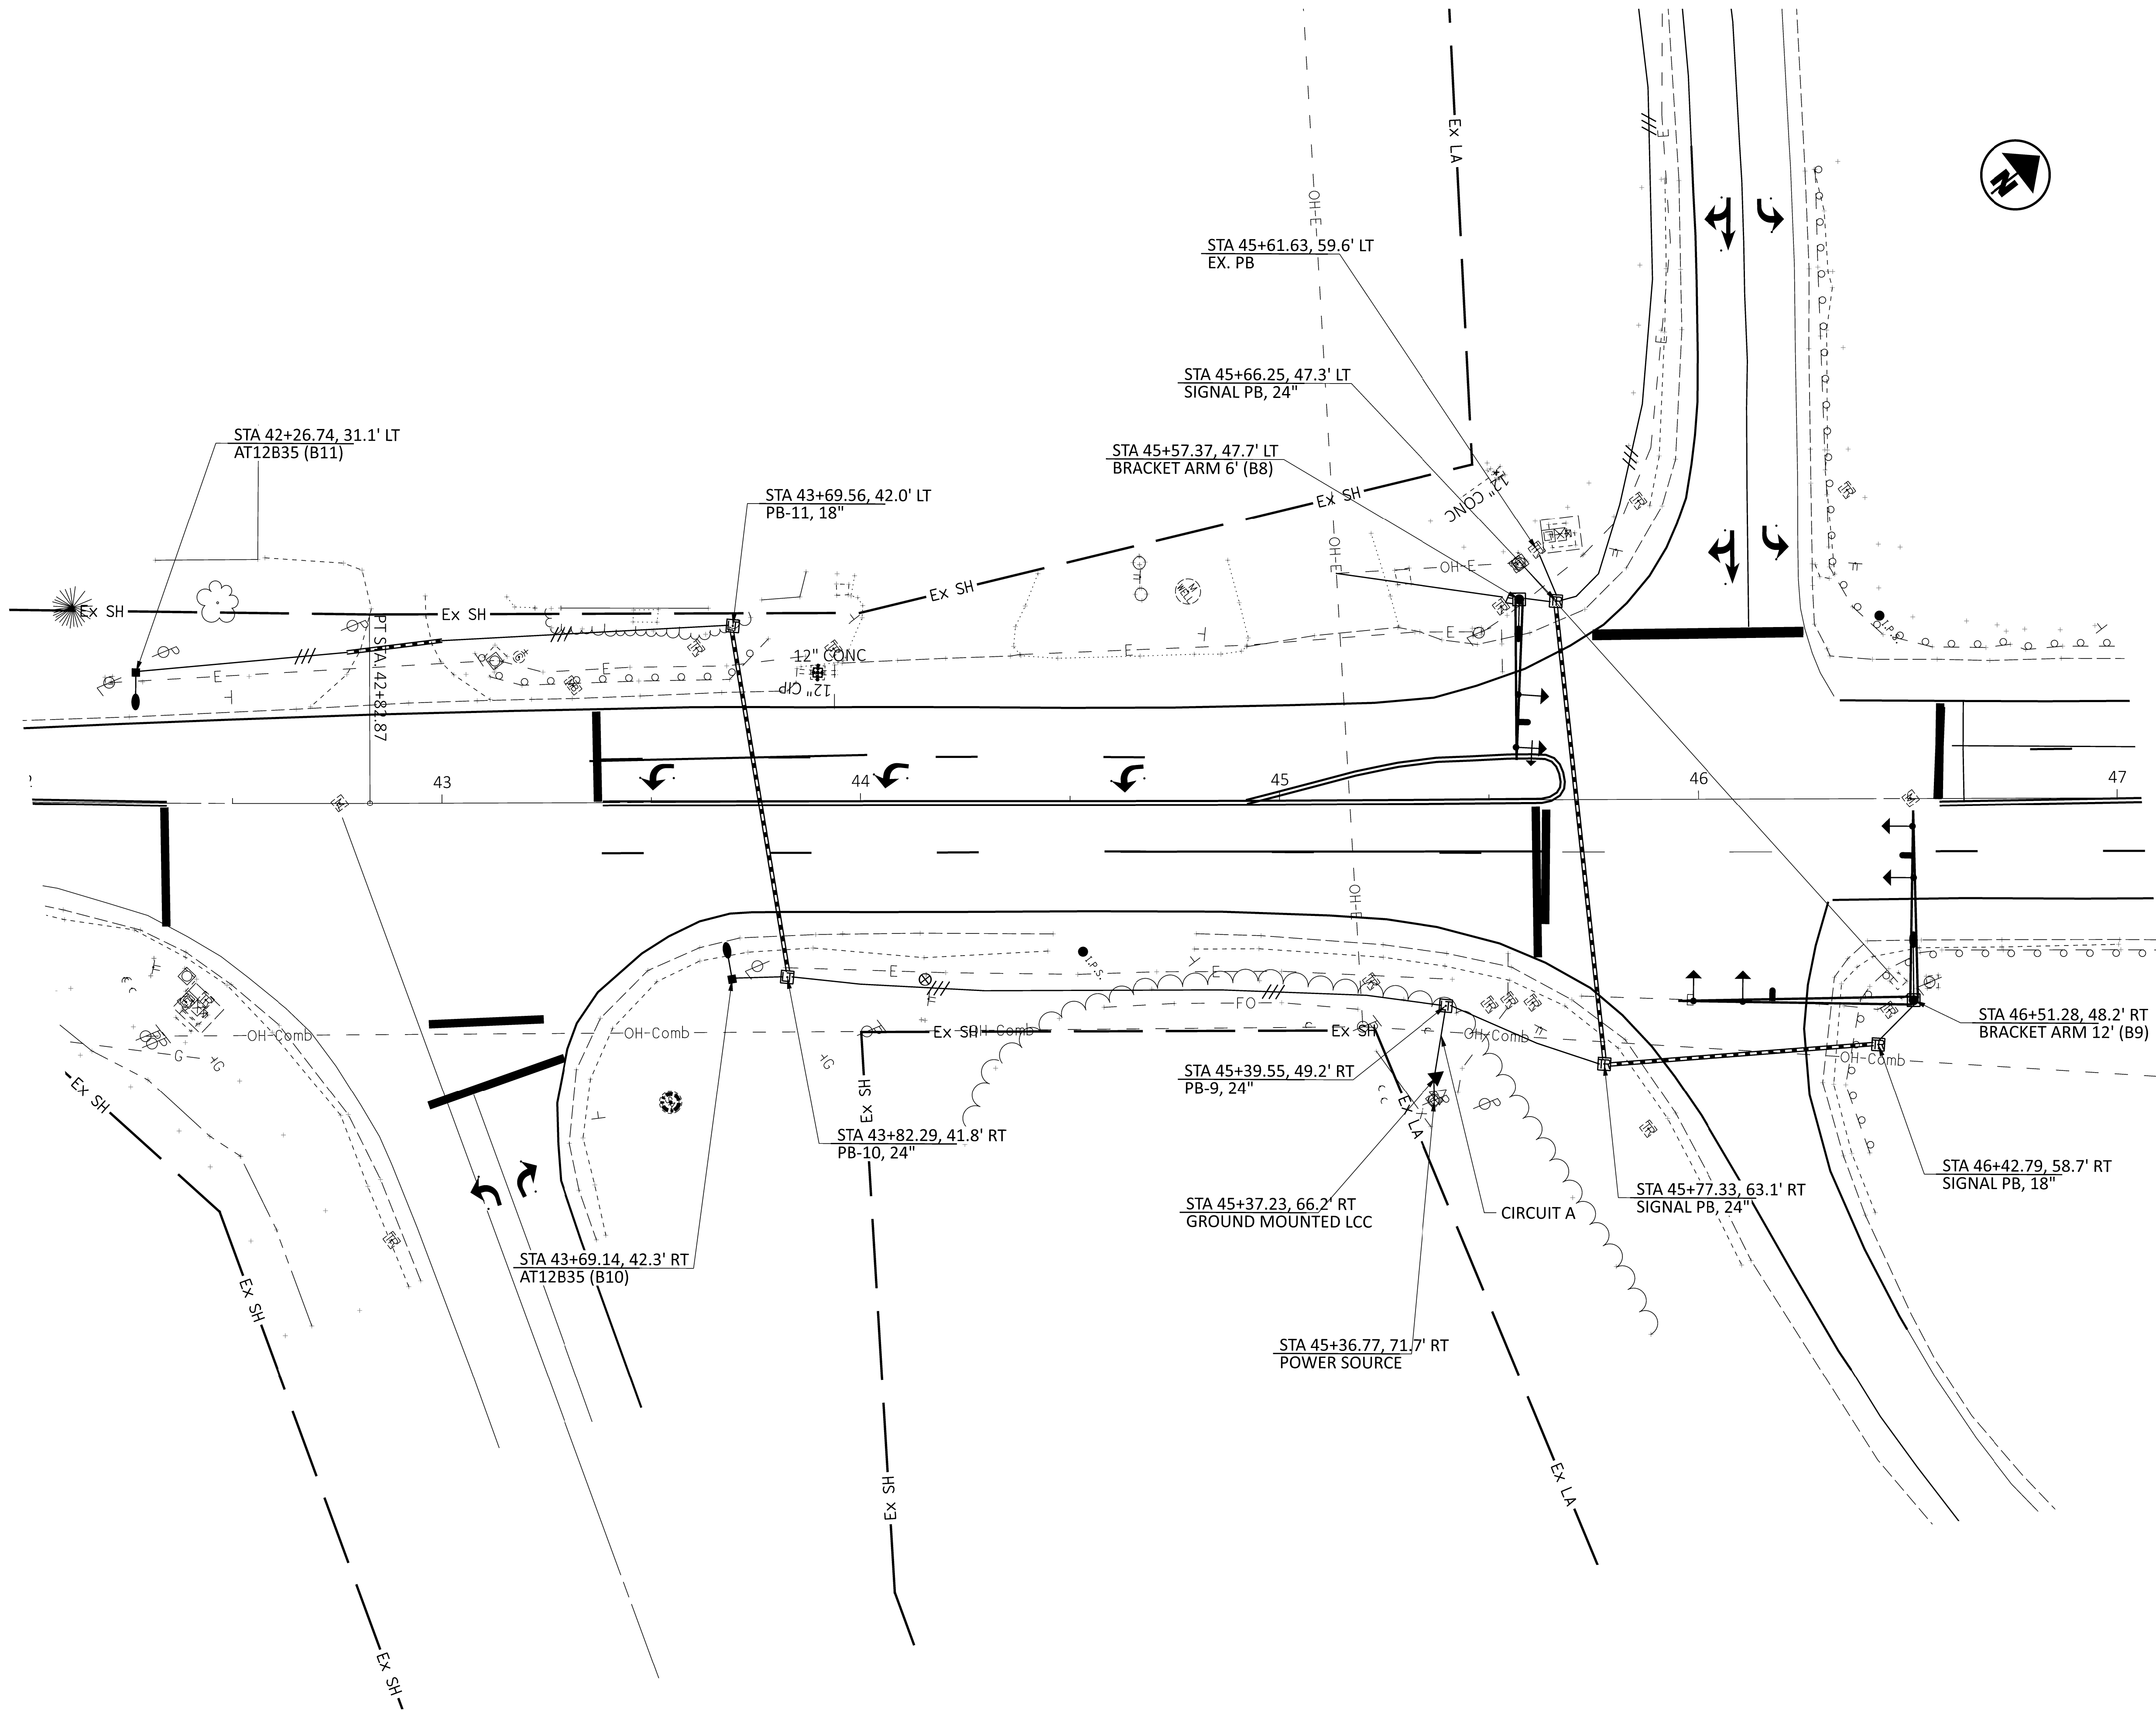 N
Ex LA
OH-E
STA 45+61.63, 59.6' LT
EX. PB
STA 45+66.25, 47.3' LT
SIGNAL PB, 24"
STA 42+26.74, 31.1' LT
AT12B35 (B11)
STA 45+57.37, 47.7' LT
BRACKET ARM 6' (B8)
STA 43+69.56, 42.0' LT
PB-11, 18"
Ex SH
12" CONC
OH-E
OH-E
Ex SH
Ex SH
Ex SH
M
WELL
I.P.S.
PT STA 42+82.87
12" CONC
12" CIP
E
E
E
E
E
E
43
44
45
46
47
OH-E
E
E
I.P.S.
FO
OH-Comb
OH-Comb
Ex SH
OH-Comb
Ex SH
OH-Comb
OH-Comb
G
G
G
STA 46+51.28, 48.2' RT
BRACKET ARM 12' (B9)
STA 45+39.55, 49.2' RT
PB-9, 24"
Ex SH
Ex SH
Ex LA
STA 43+82.29, 41.8' RT
PB-10, 24"
STA 46+42.79, 58.7' RT
SIGNAL PB, 18"
STA 45+77.33, 63.1' RT
SIGNAL PB, 24"
STA 45+37.23, 66.2' RT
GROUND MOUNTED LCC
CIRCUIT A
STA 43+69.14, 42.3' RT
AT12B35 (B10)
Ex SH
STA 45+36.77, 71.7' RT
POWER SOURCE
Ex SH
Ex LA
Ex SH